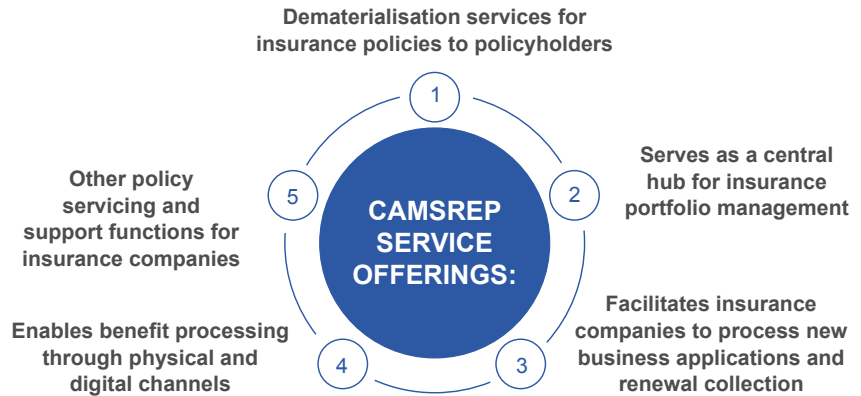 Dematerialisation services for
insurance policies to policyholders
1
Serves as a central
hub for insurance
portfolio management
2
Facilitates insurance
companies to process new
business applications and
renewal collection
3
Enables benefit processing
through physical and
digital channels
4
Other policy
servicing and
support functions for
insurance companies
5
CAMSREP
SERVICE
OFFERINGS: